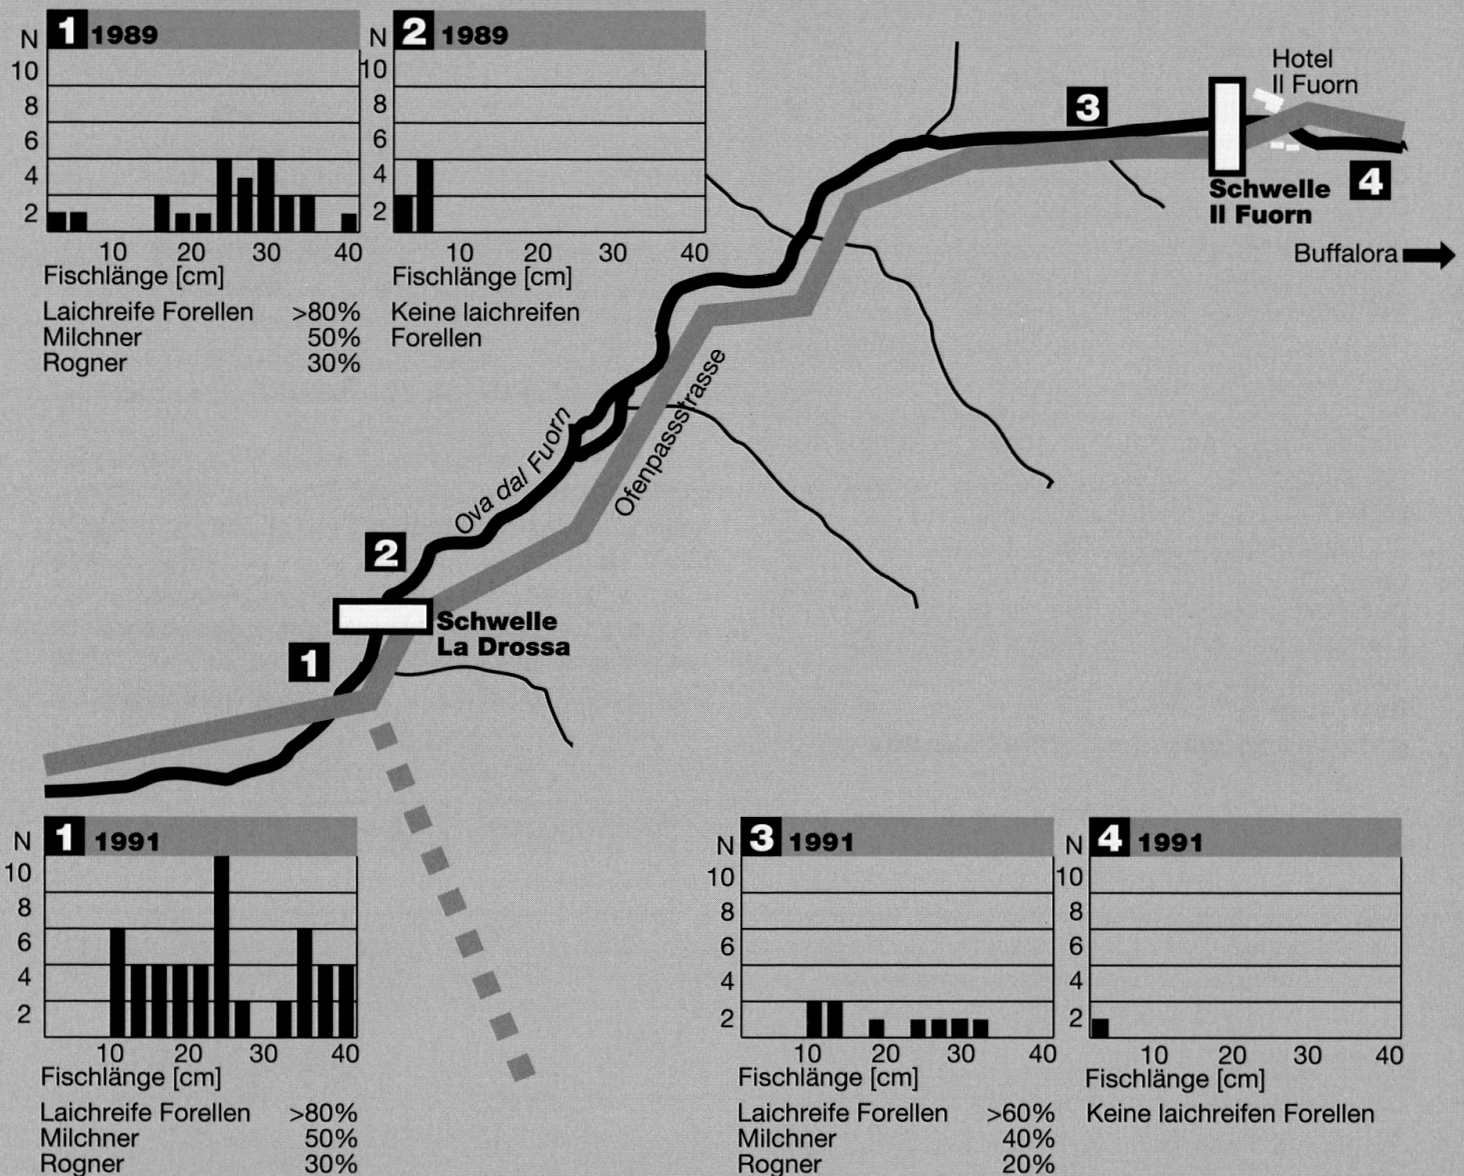 1 1989
N
10
8
6
4
2
10 20 30 40
Fischlänge [cm]
Laichreife Forellen >80%
Milchner 50%
Rogner 30%
2 1989
N
10
8
6
4
2
10 20 30 40
Fischlänge [cm]
Keine laichreifen
Forellen
Hotel
Il Fuorn
3
Schwelle
Il Fuorn
4
Buffalora
Ova dal Fuorn
Ofenpassstrasse
2
Schwelle
La Drossa
1
1 1991
N
10
8
6
4
2
10 20 30 40
Fischlänge [cm]
Laichreife Forellen >80%
Milchner 50%
Rogner 30%
3 1991
N
10
8
6
4
2
10 20 30 40
Fischlänge [cm]
Laichreife Forellen >60%
Milchner 40%
Rogner 20%
4 1991
N
10
8
6
4
2
10 20 30 40
Fischlänge [cm]
Keine laichreifen Forellen